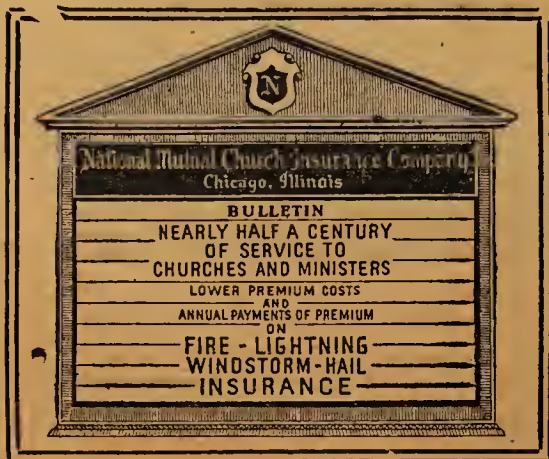 N
National Mutual Church Insurance Company
Chicago, Illinois
BULLETIN
NEARLY HALF A CENTURY
OF SERVICE TO
CHURCHES AND MINISTERS
LOWER PREMIUM COSTS
AND
ANNUAL PAYMENTS OF PREMIUM
ON
FIRE - LIGHTNING
WINDSTORM - HAIL
INSURANCE